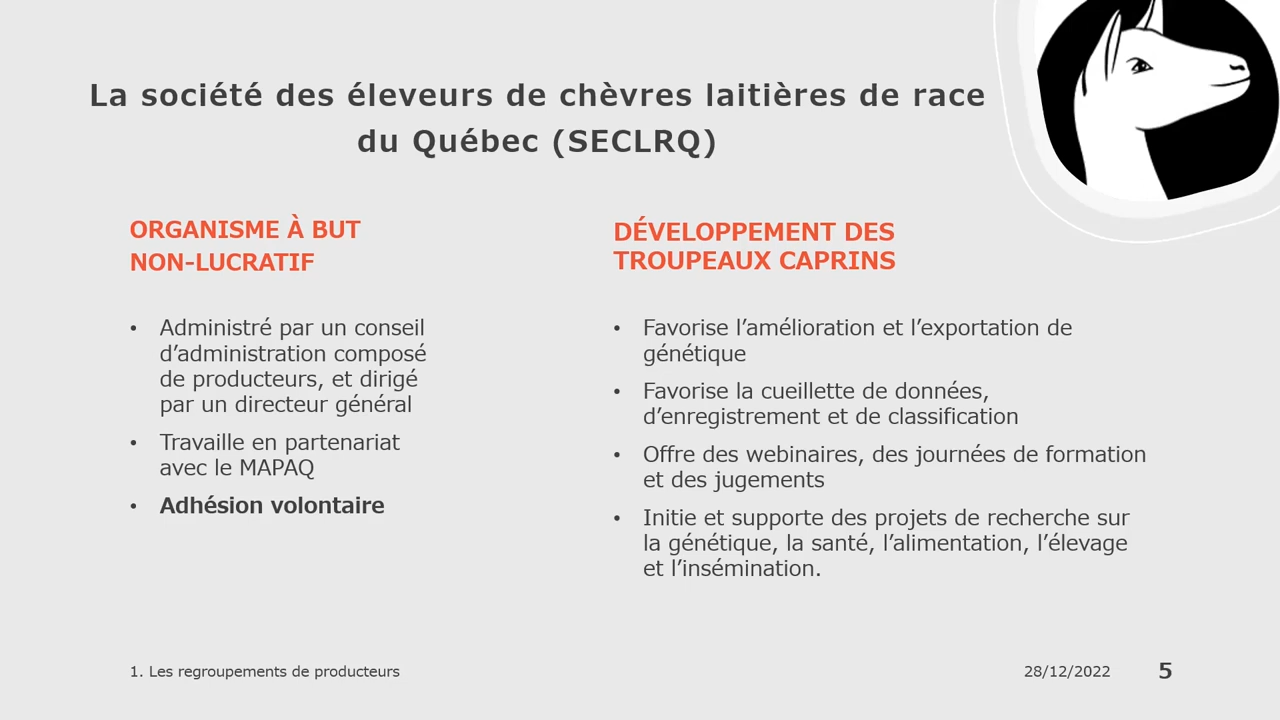 La société des éleveurs de chèvres laitières de race
du Québec (SECLRQ)
ORGANISME À BUT
NON-LUCRATIF
• Administré par un conseil
d’administration composé
de producteurs, et dirigé
par un directeur général
• Travaille en partenariat
avec le MAPAQ
• Adhésion volontaire
DÉVELOPPEMENT DES
TROUPEAUX CAPRINS
• Favorise l’amélioration et l’exportation de
génétique
• Favorise la cueillette de données,
d’enregistrement et de classification
• Offre des webinaires, des journées de formation
et des jugements
• Initie et supporte des projets de recherche sur
la génétique, la santé, l’alimentation, l’élevage
et l’insémination.
1. Les regroupements de producteurs
28/12/2022
5